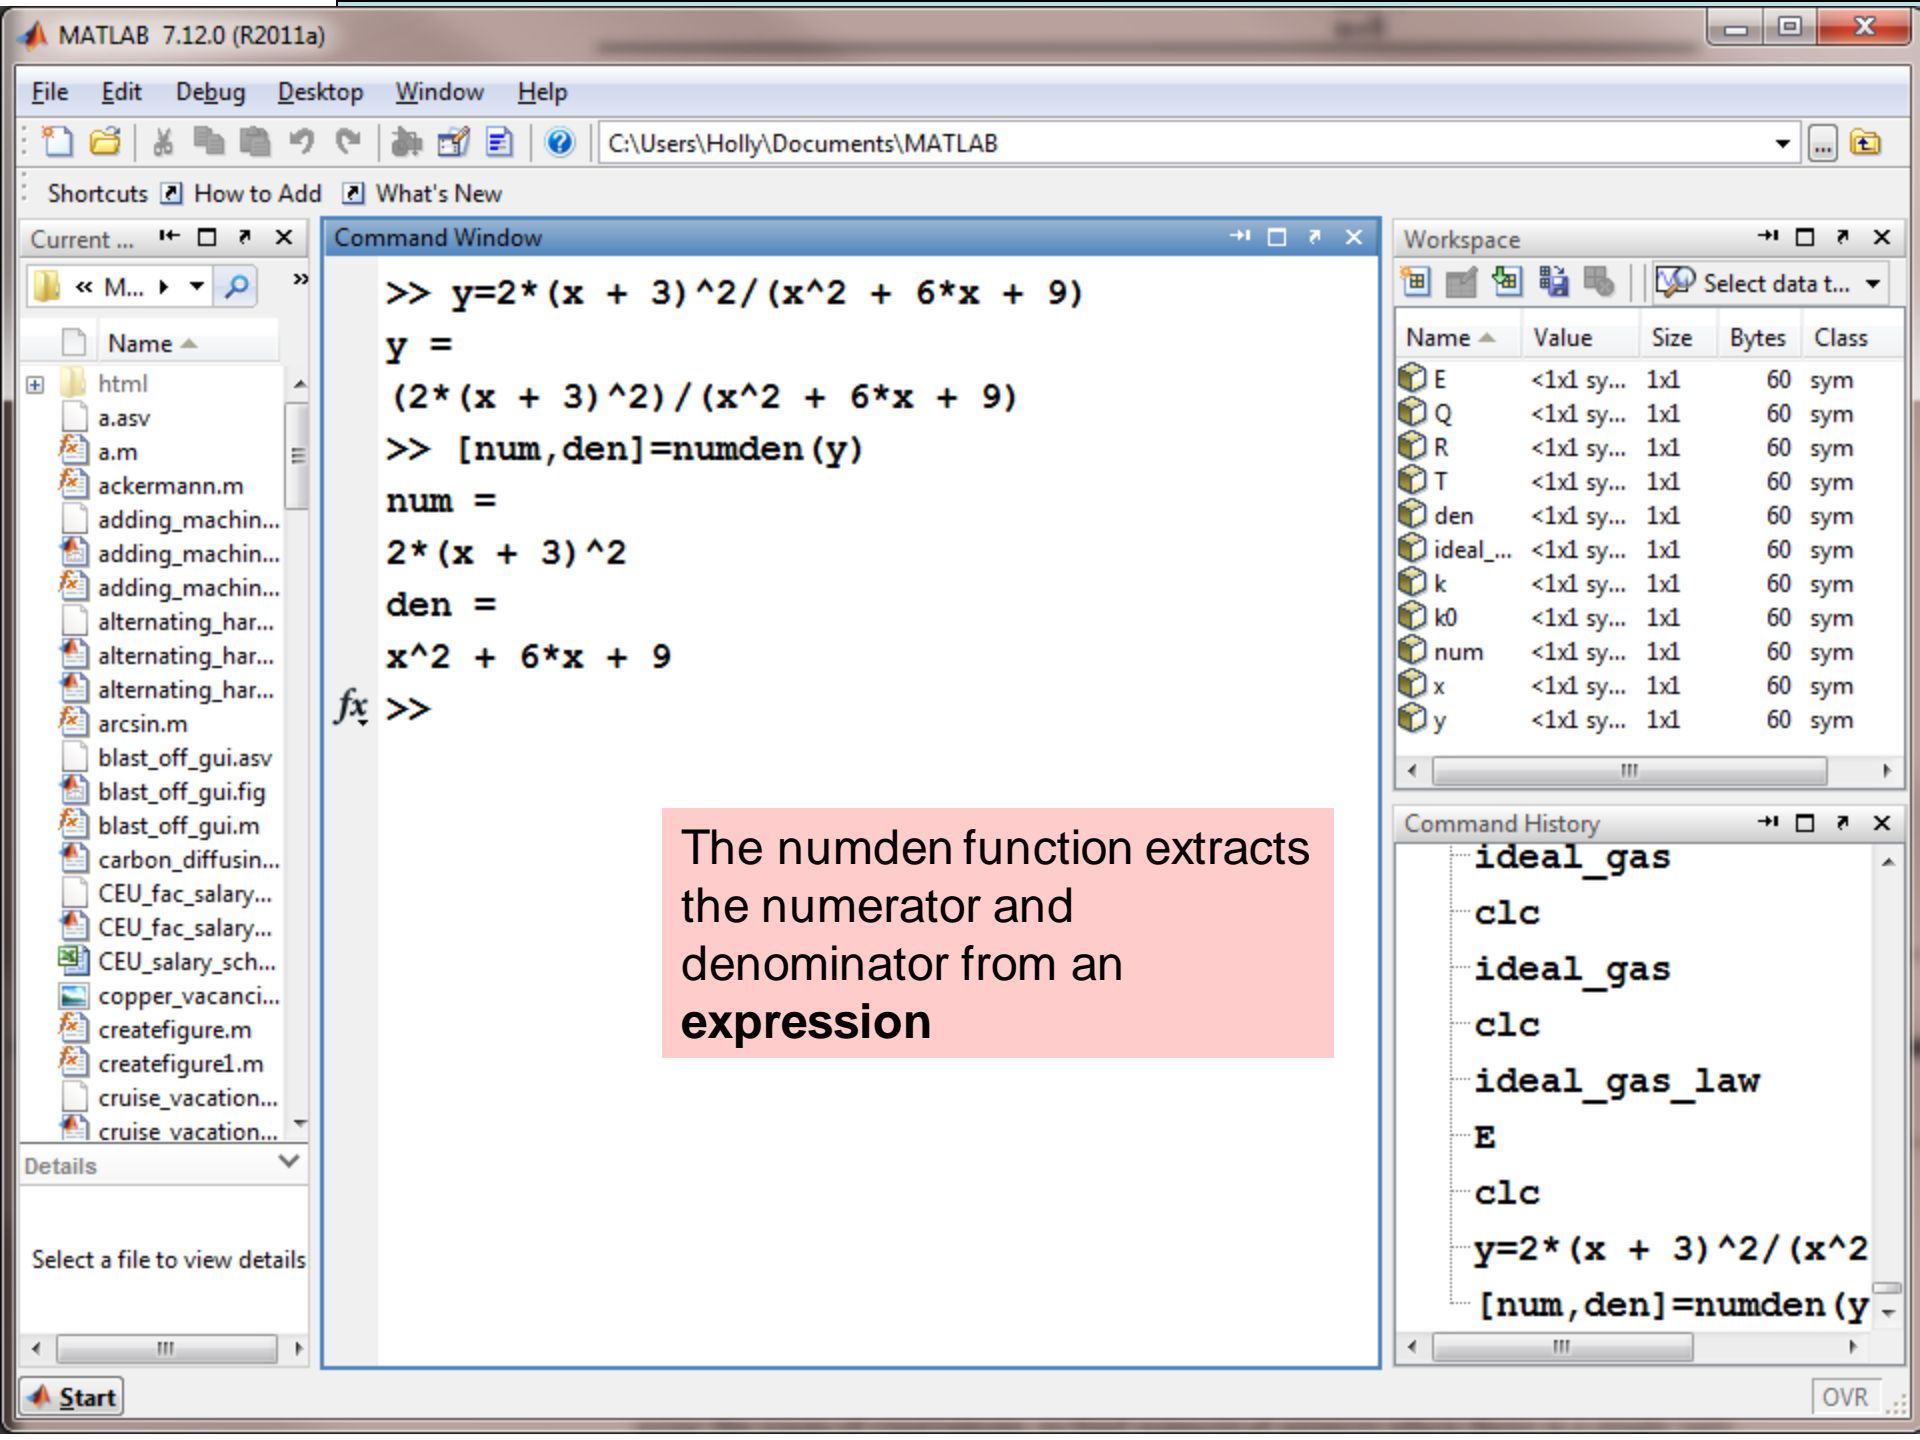 MATLAB 7.12.0 (R2011a)
File Edit Debug Desktop Window Help
C:\Users\Holly\Documents\MATLAB
Shortcuts How to Add What's New
Current ...
« M...
»
Name
html
a.asv
a.m
ackermann.m
adding_machin...
adding_machin...
adding_machin...
alternating_har...
alternating_har...
alternating_har...
arcsin.m
blast_off_gui.asv
blast_off_gui.fig
blast_off_gui.m
carbon_diffusin...
CEU_fac_salary...
CEU_fac_salary...
CEU_salary_sch...
copper_vacanci...
createfigure.m
createfigure1.m
cruise_vacation...
cruise_vacation...
Details
Select a file to view details
Start
Command Window
>> y=2*(x + 3)^2/(x^2 + 6*x + 9)
y =
(2*(x + 3)^2)/(x^2 + 6*x + 9)
>> [num,den]=numden(y)
num =
2*(x + 3)^2
den =
x^2 + 6*x + 9
fx >>
The numden function extracts
the numerator and
denominator from an
expression
Workspace
Select data t...
Name Value Size Bytes Class
E <1x1 sy... 1x1 60 sym
Q <1x1 sy... 1x1 60 sym
R <1x1 sy... 1x1 60 sym
T <1x1 sy... 1x1 60 sym
den <1x1 sy... 1x1 60 sym
ideal_... <1x1 sy... 1x1 60 sym
k <1x1 sy... 1x1 60 sym
k0 <1x1 sy... 1x1 60 sym
num <1x1 sy... 1x1 60 sym
x <1x1 sy... 1x1 60 sym
y <1x1 sy... 1x1 60 sym
Command History
ideal_gas
clc
ideal_gas
clc
ideal_gas_law
E
clc
y=2*(x + 3)^2/(x^2
[num,den]=numden(y
OVR